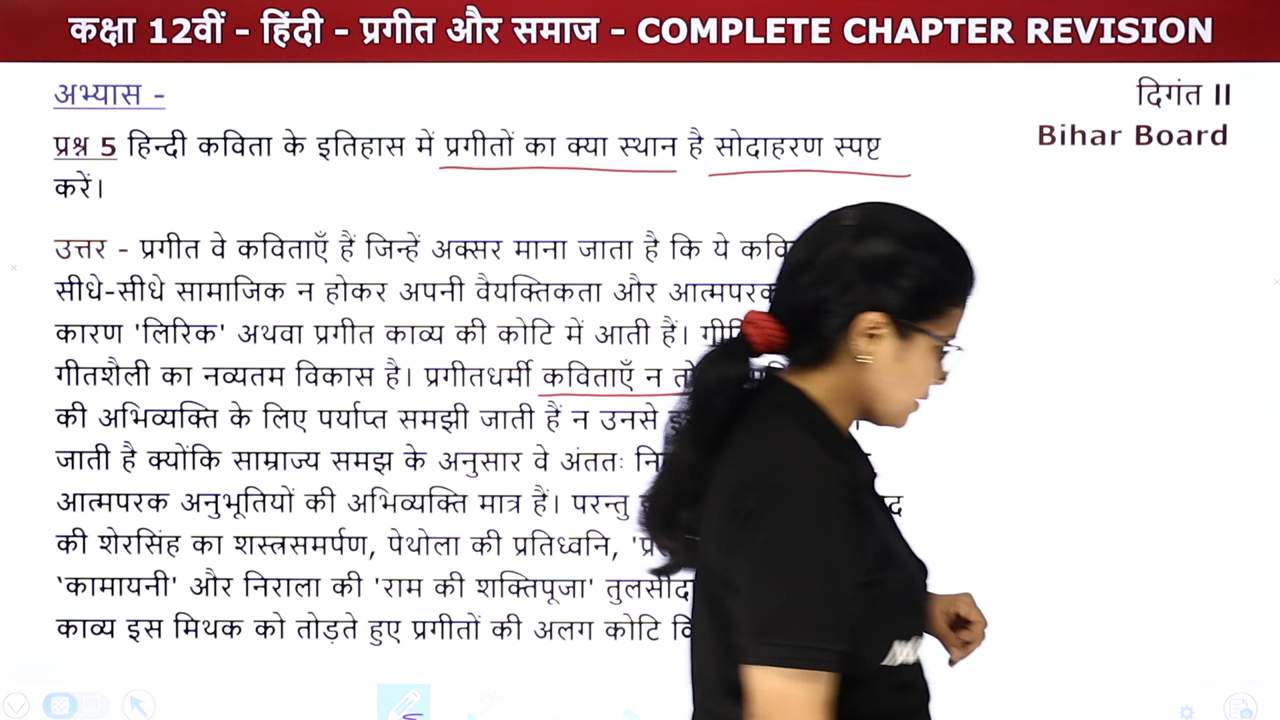 कक्षा 12वीं - हिंदी - प्रगीत और समाज - COMPLETE CHAPTER REVISION
अभ्यास -
दिगंत II
Bihar Board
प्रश्न 5 हिन्दी कविता के इतिहास में प्रगीतों का क्या स्थान है सोदाहरण स्पष्ट
करें।
उत्तर - प्रगीत वे कविताएँ हैं जिन्हें अक्सर माना जाता है कि ये
सीधे-सीधे सामाजिक न होकर अपनी वैयक्तिकता और
कारण 'लिरिक' अथवा प्रगीत काव्य की कोटि में आती हैं।
गीतशैली का नव्यतम विकास है। प्रगीतधर्मी कविताएँ न
की अभिव्यक्ति के लिए पर्याप्त समझी जाती हैं न उनसे
जाती है क्योंकि साम्राज्य समझ के अनुसार वे अंततः
आत्मपरक अनुभूतियों की अभिव्यक्ति मात्र हैं। परन्तु
की शेरसिंह का शस्त्रसमर्पण, पेथोला की प्रतिध्वनि,
'कामायनी' और निराला की 'राम की शक्तिपूजा'
काव्य इस मिथक को तोड़ते हुए प्रगीतों की अलग कोटि